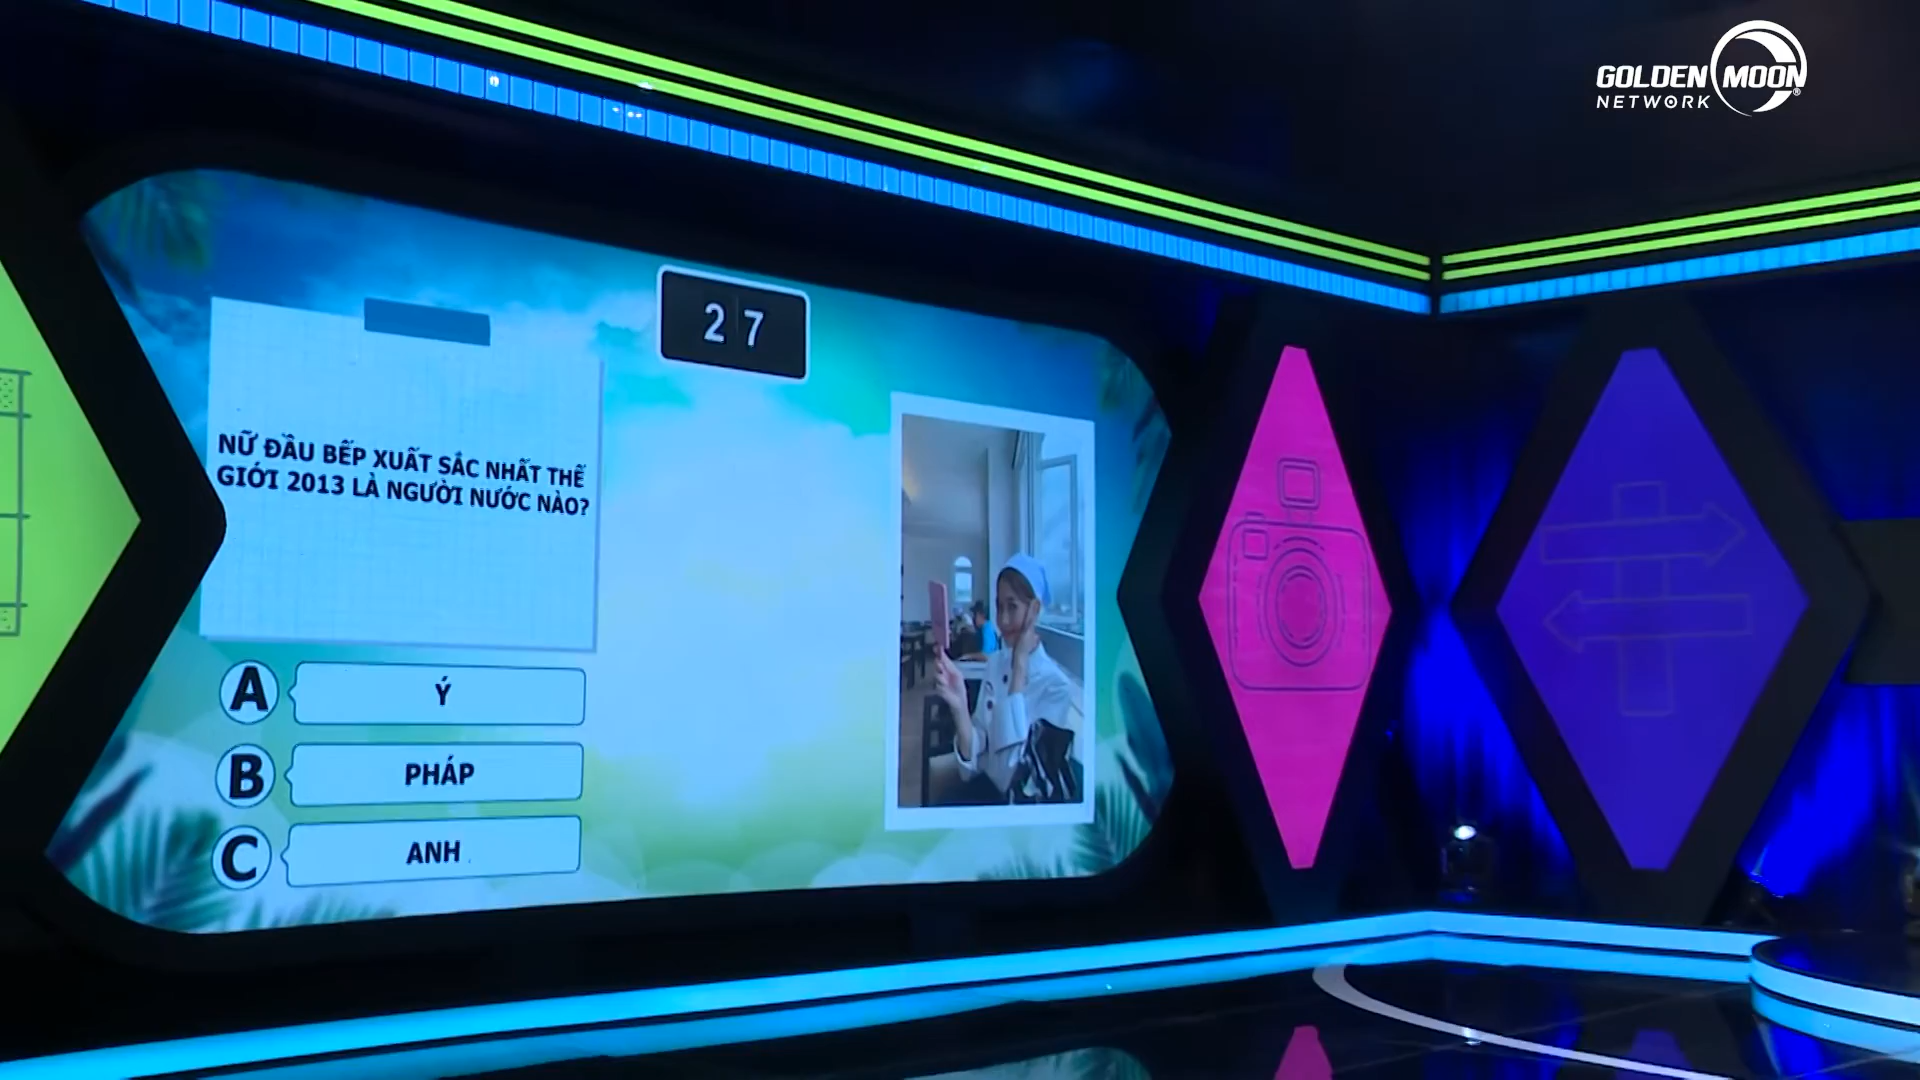 GOLDEN MOON
NETWORK
27
NỮ ĐẦU BẾP XUẤT SẮC NHẤT THẾ
GIỚI 2013 LÀ NGƯỜI NƯỚC NÀO?
A Ý
B PHÁP
C ANH